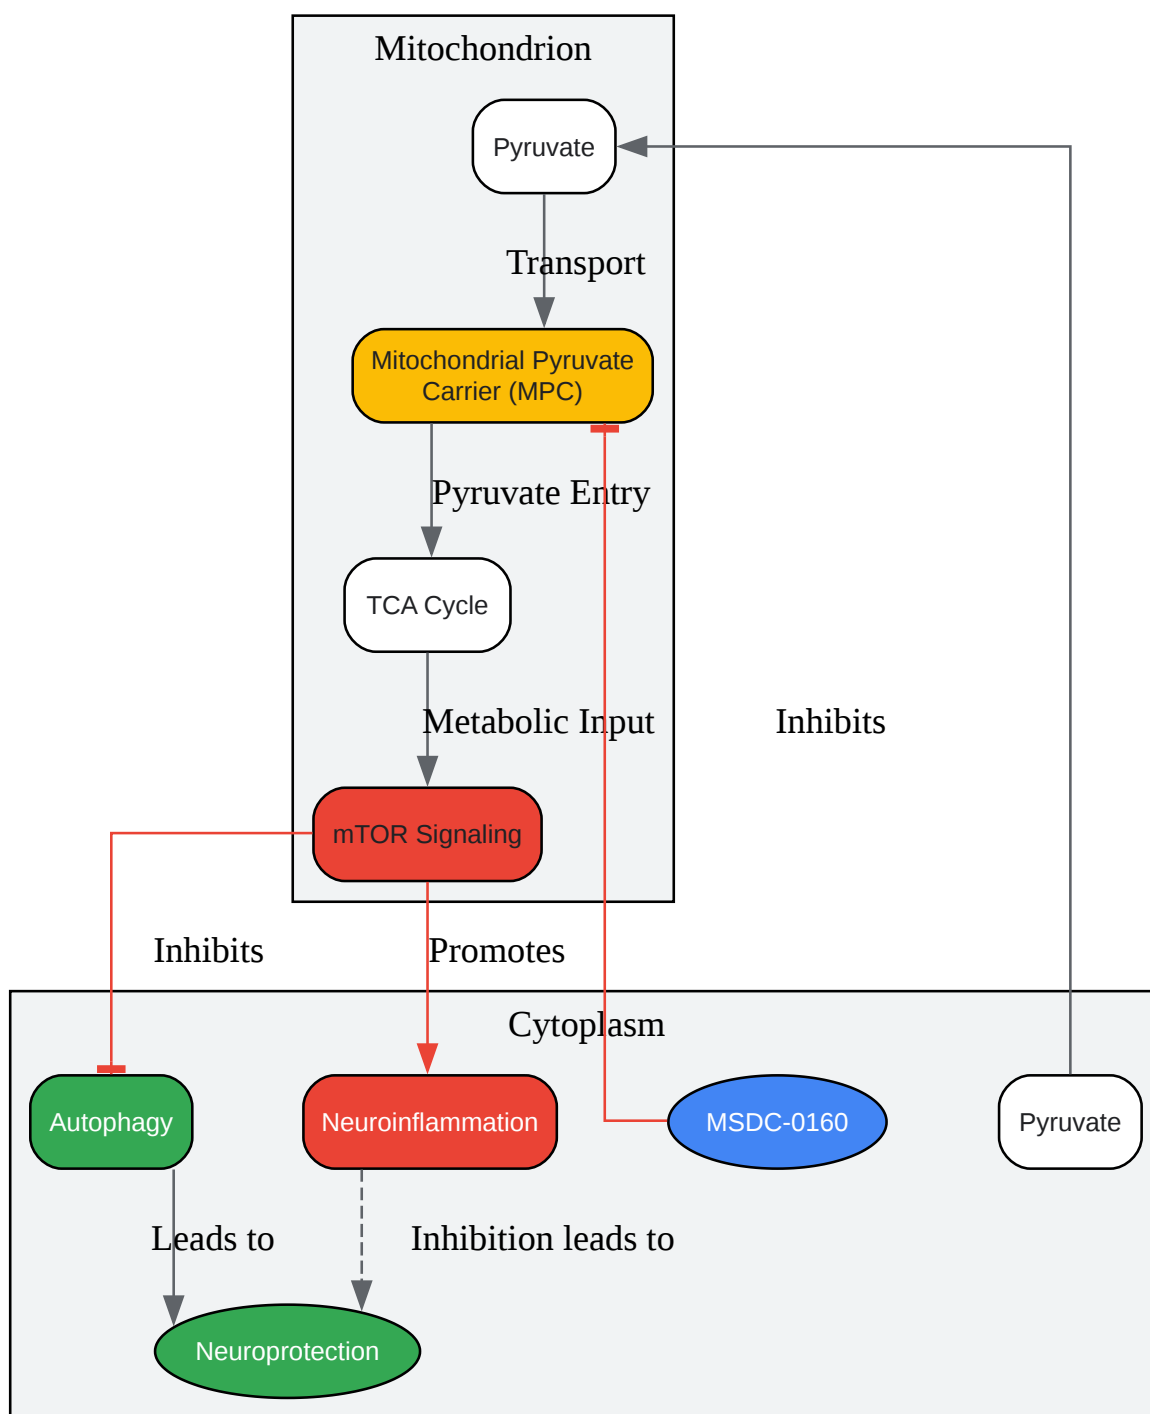 Mitochondrion
Pyruvate
Transport
Mitochondrial Pyruvate
Carrier (MPC)
Pyruvate Entry
TCA Cycle
Metabolic Input
Inhibits
mTOR Signaling
Inhibits
Promotes
Cytoplasm
Autophagy
Neuroinflammation
MSDC-0160
Pyruvate
Leads to
Inhibition leads to
Neuroprotection